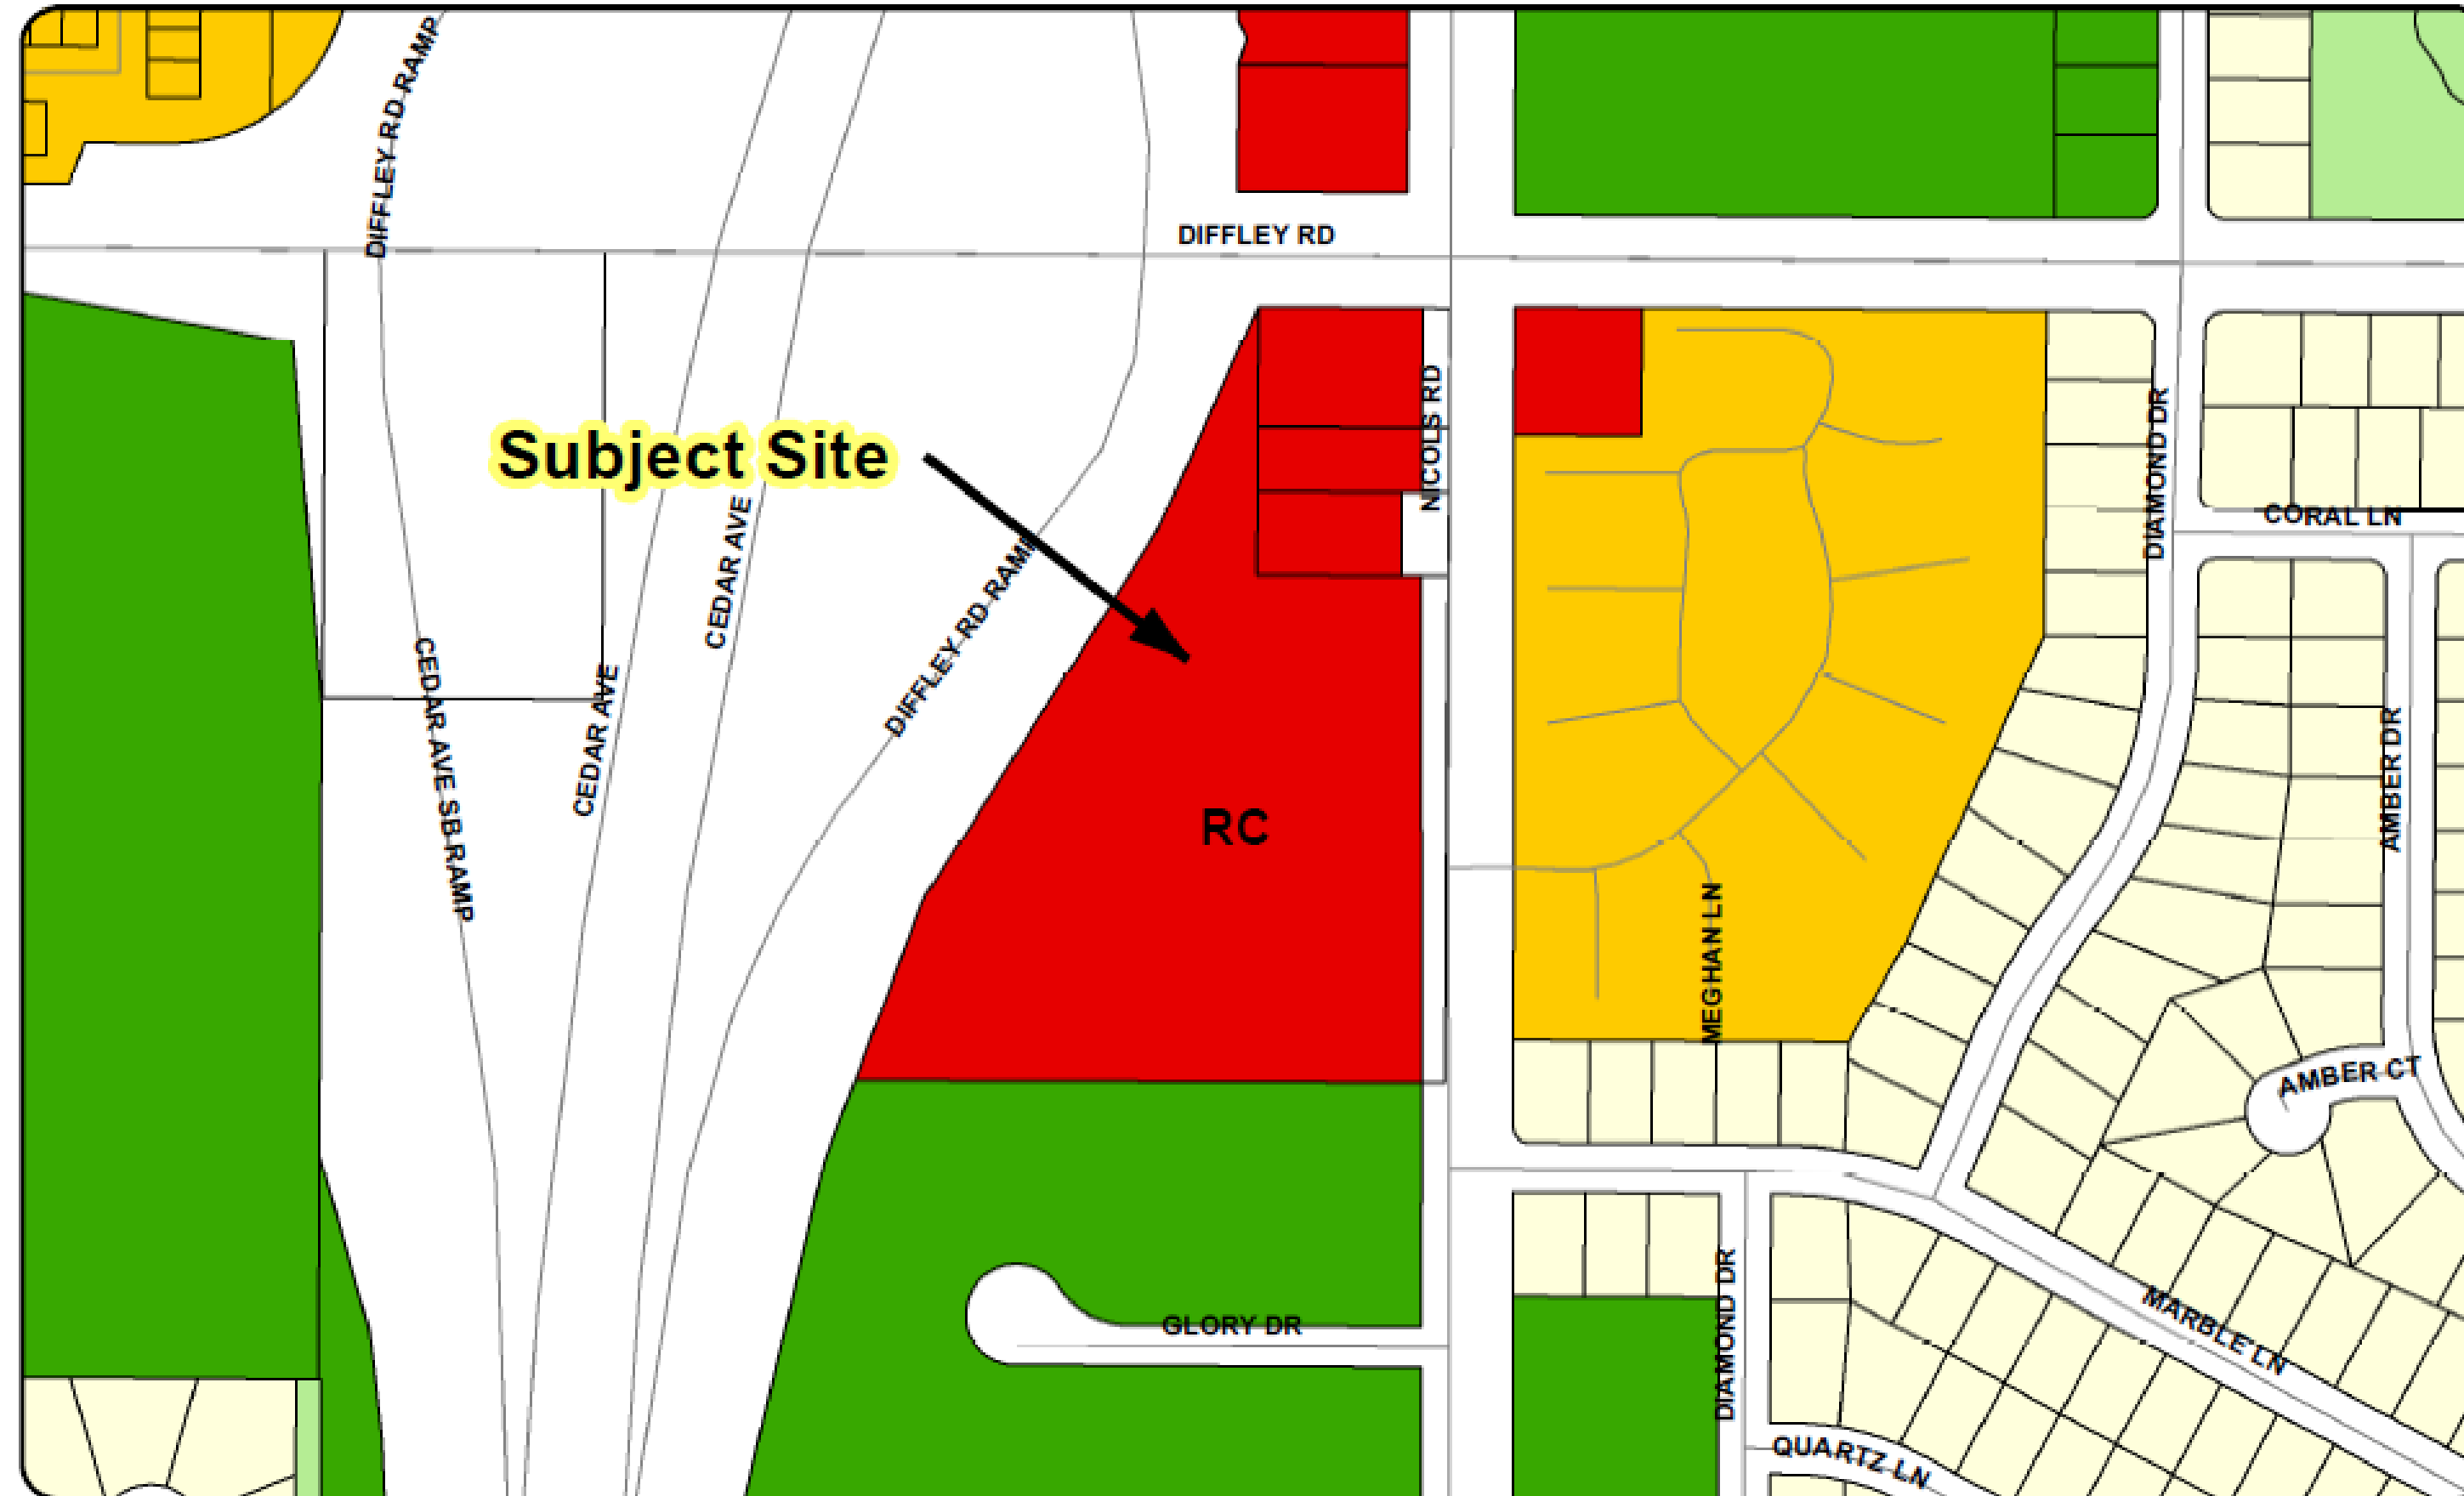 DIFFLEY RD RAMP
DIFFLEY RD
NICOLS RD
DIAMOND DR
Subject Site
CORAL LN
CEDAR AVE
DIFFLEY RD RAMP
CEDAR AVE SB RAMP
CEDAR AVE
AMBER DR
RC
MEGHAN LN
AMBER CT
DIAMOND DR
GLORY DR
MARBLE LN
QUARTZ LN